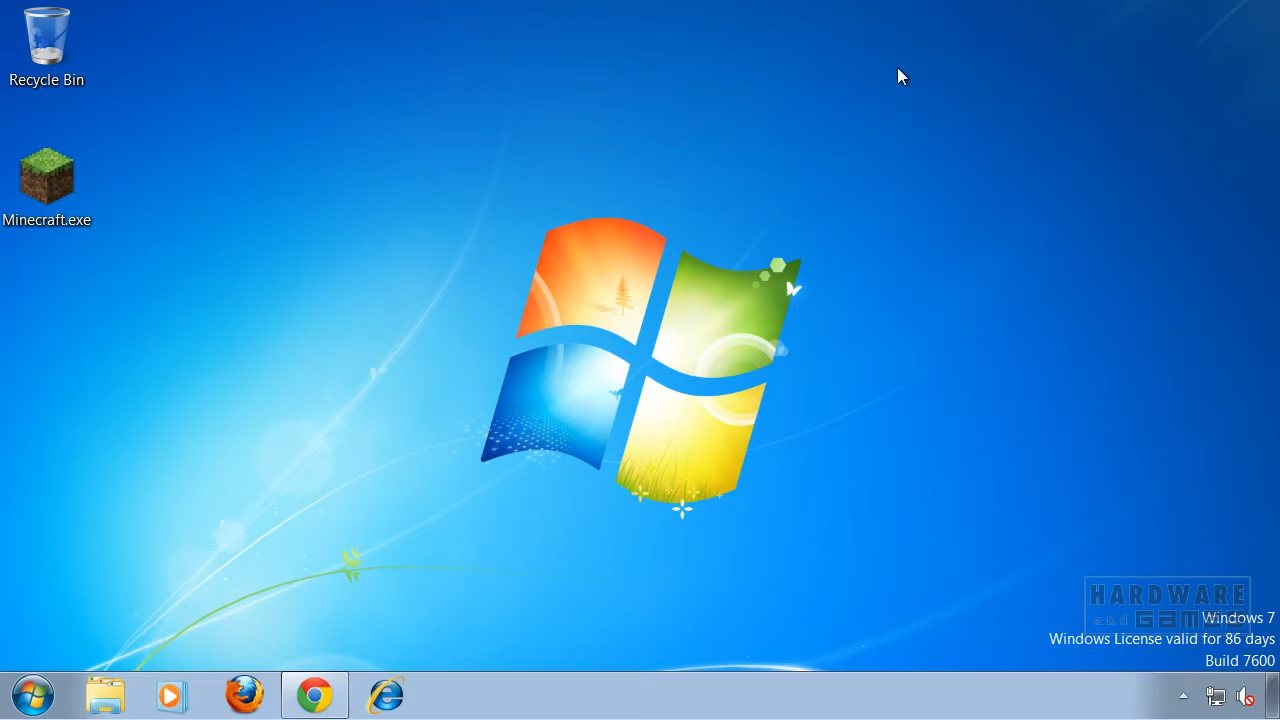 Recycle Bin
Minecraft.exe
HARDWARE
and GAMES
Windows 7
Windows License valid for 86 days
Build 7600